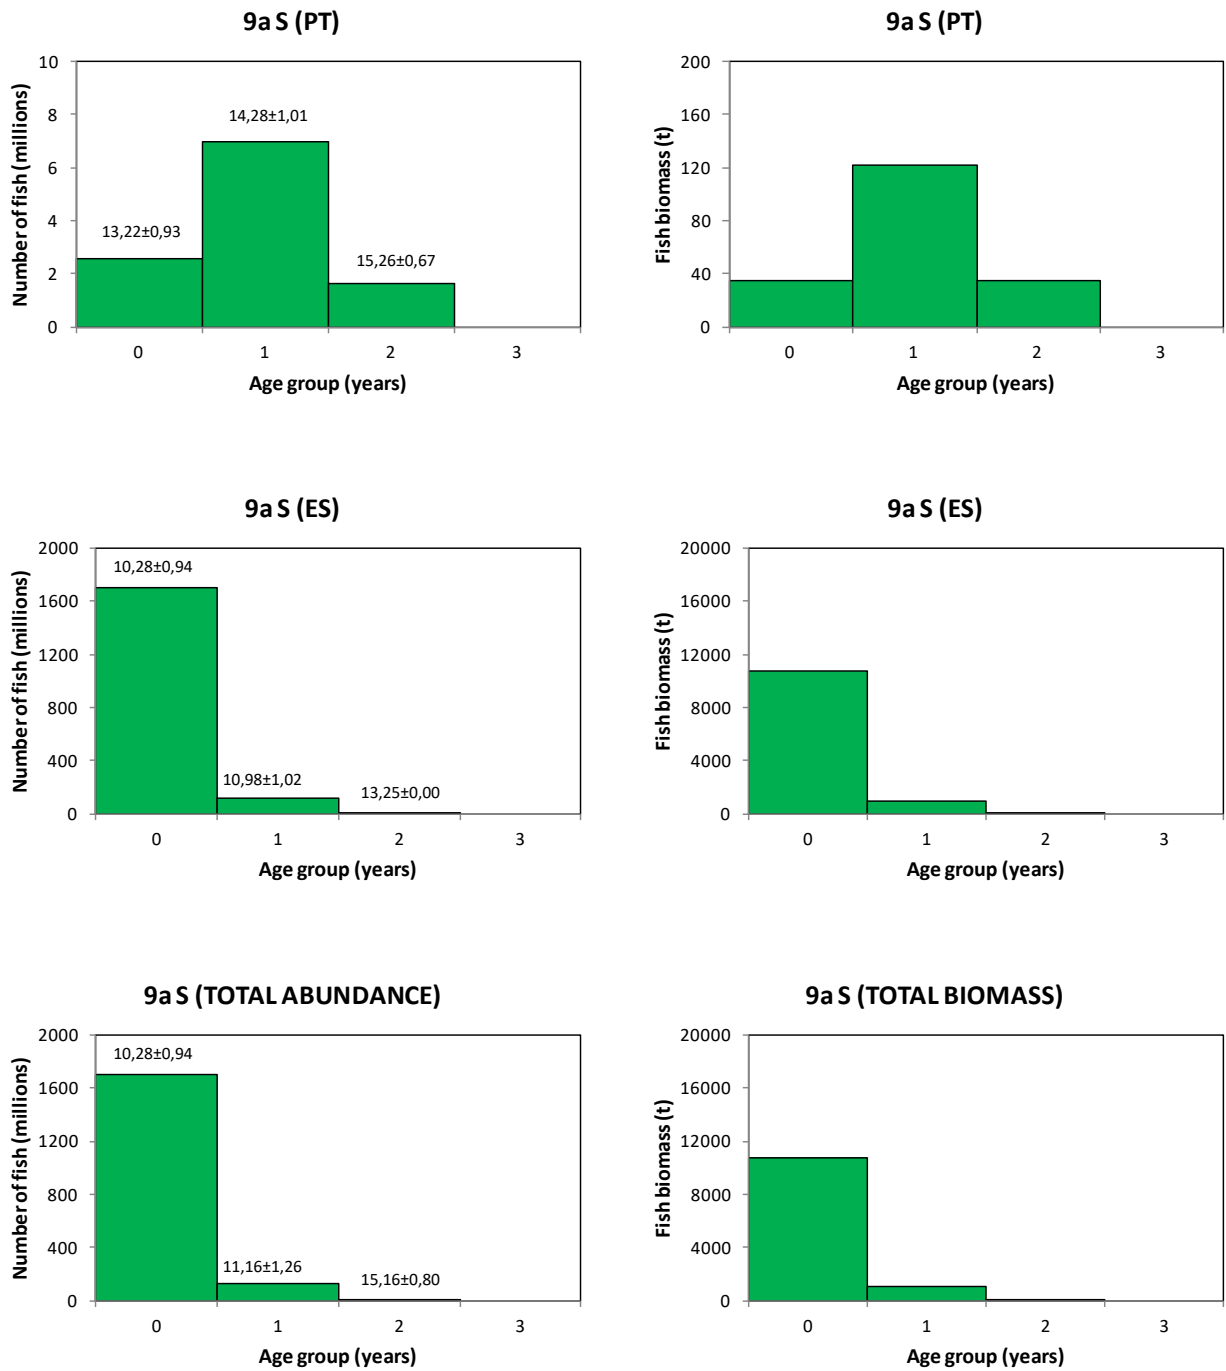 9a S (PT)
Number of fish (millions)
10
8
6
4
2
0
13,22±0,93
14,28±1,01
15,26±0,67
0 1 2 3
Age group (years)
9a S (PT)
Fish biomass (t)
200
160
120
80
40
0
0 1 2 3
Age group (years)
9a S (ES)
Number of fish (millions)
2000
1600
1200
800
400
0
10,28±0,94
10,98±1,02
13,25±0,00
0 1 2 3
Age group (years)
9a S (ES)
Fish biomass (t)
20000
16000
12000
8000
4000
0
0 1 2 3
Age group (years)
9a S (TOTAL ABUNDANCE)
Number of fish (millions)
2000
1600
1200
800
400
0
10,28±0,94
11,16±1,26
15,16±0,80
0 1 2 3
Age group (years)
9a S (TOTAL BIOMASS)
Fish biomass (t)
20000
16000
12000
8000
4000
0
0 1 2 3
Age group (years)